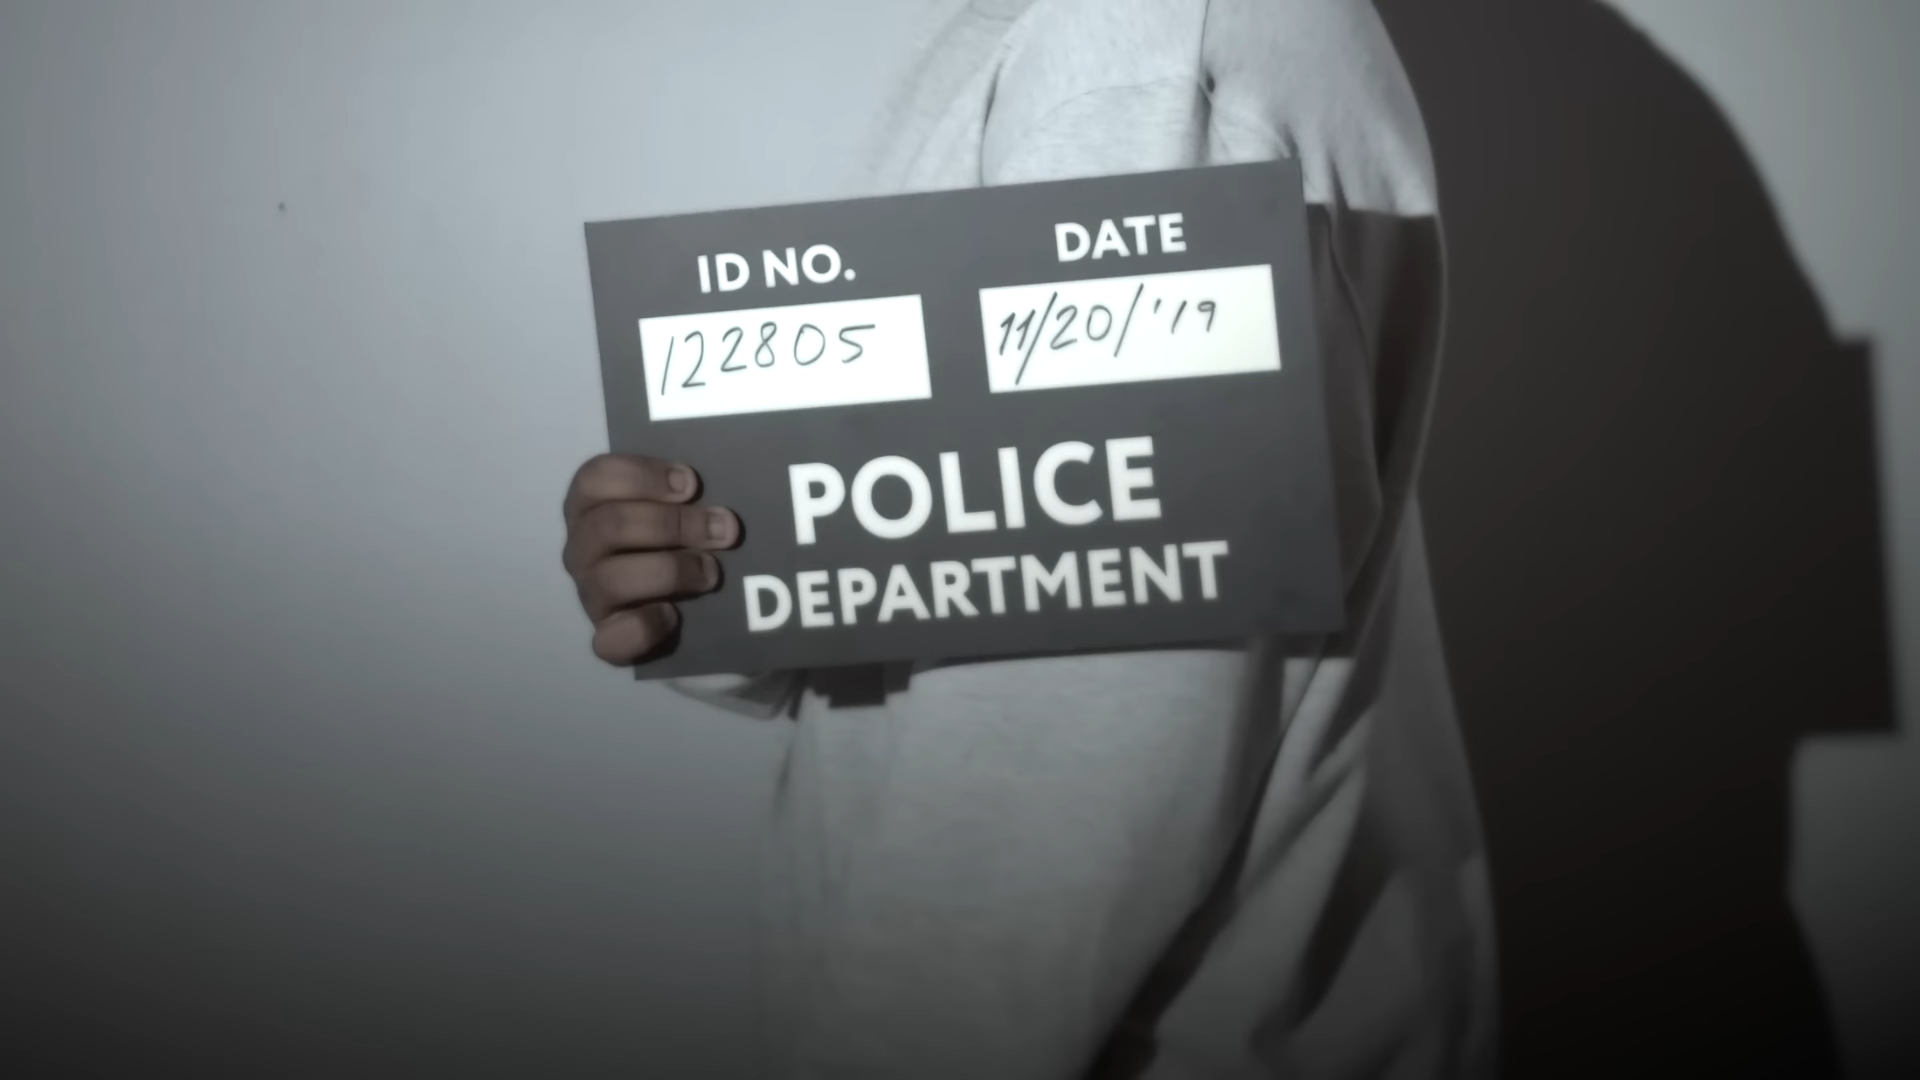 ID NO.
DATE
122805
11/20/'19
POLICE
DEPARTMENT